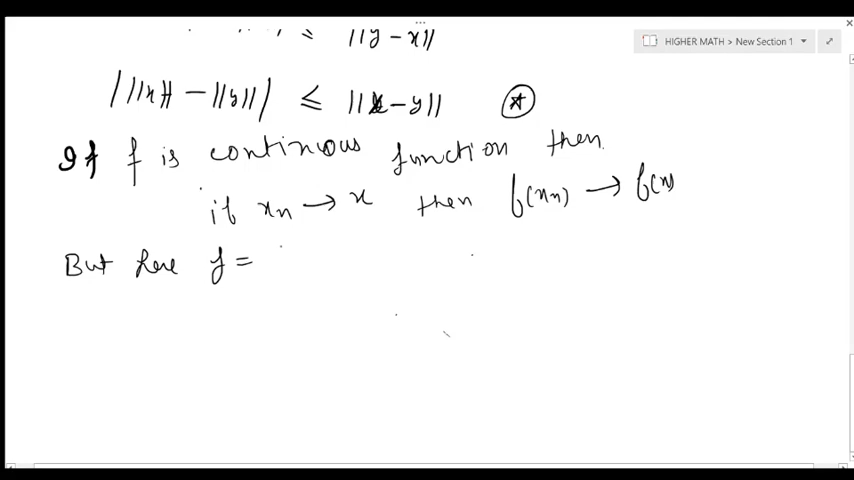 ≤ ||y - x||
HIGHER MATH > New Section 1
| ||x|| - ||y|| | ≤ ||x - y|| ⊛
If f is continuous function then
if xn → x then f(xn) → f(x)
But here f =